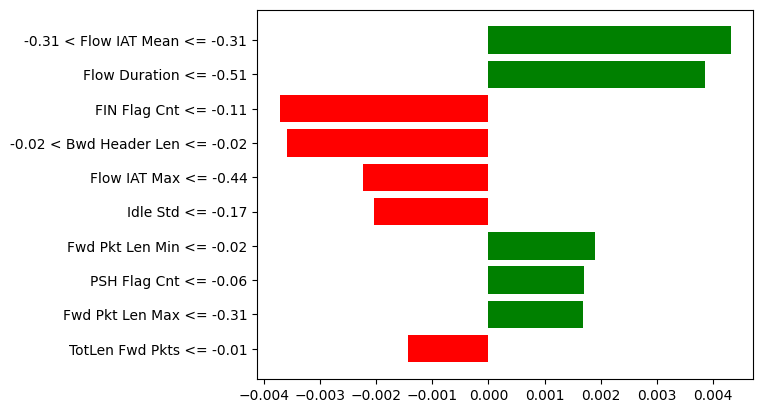 -0.31 < Flow IAT Mean <= -0.31
Flow Duration <= -0.51
FIN Flag Cnt <= -0.11
-0.02 < Bwd Header Len <= -0.02
Flow IAT Max <= -0.44
Idle Std <= -0.17
Fwd Pkt Len Min <= -0.02
PSH Flag Cnt <= -0.06
Fwd Pkt Len Max <= -0.31
TotLen Fwd Pkts <= -0.01
−0.004 −0.003 −0.002 −0.001 0.000 0.001 0.002 0.003 0.004